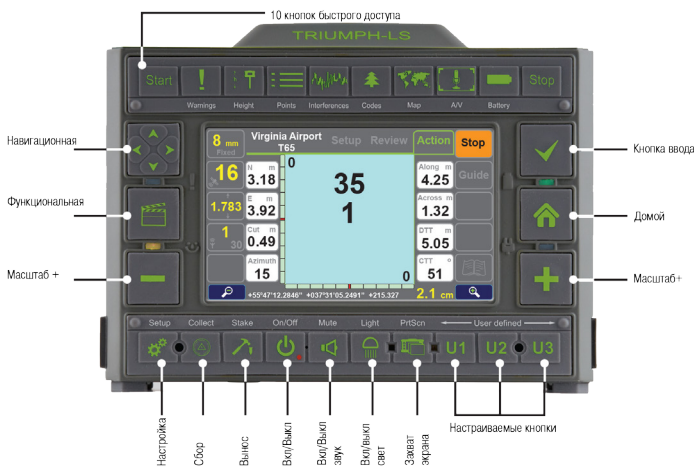 10 кнопок быстрого доступа
TRIUMPH-LS
Start
Stop
Warnings Height Points Interferences Codes Map A/V Battery
Навигационная
Функциональная
Масштаб +
Кнопка ввода
Домой
Масштаб+
8 mm
Fixed
Virginia Airport
T65
Setup Review Action Stop
16
1.783
1
30
N m
3.18
E m
3.92
Cut m
0.49
Azimuth
15
0
35
1
0
Along m
4.25
Across m
1.32
DTT m
5.05
CTT °
51
Guide
+55°47'12.2846" +037°31'05.2491" +215.327
2.1 cm
Setup Collect Stake On/Off Mute Light PrtScn User defined
U1 U2 U3
Настройка
Сбор
Вынос
Вкл/Выкл
Вкл/Выкл
звук
Вкл/выкл
свет
Захват
экрана
Настраиваемые кнопки